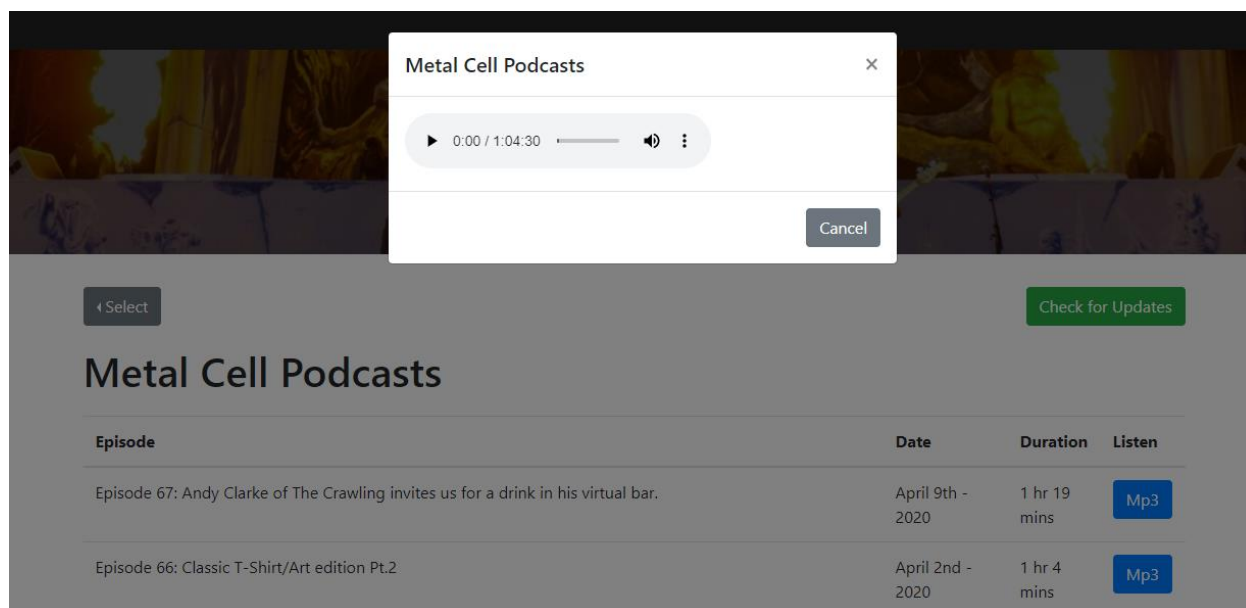 Metal Cell Podcasts
×
0:00 / 1:04:30
Cancel
Select
Check for Updates
Metal Cell Podcasts
Episode Date Duration Listen
Episode 67: Andy Clarke of The Crawling invites us for a drink in his virtual bar. April 9th - 1 hr 19 Mp3
2020 mins
Episode 66: Classic T-Shirt/Art edition Pt.2 April 2nd - 1 hr 4 Mp3
2020 mins